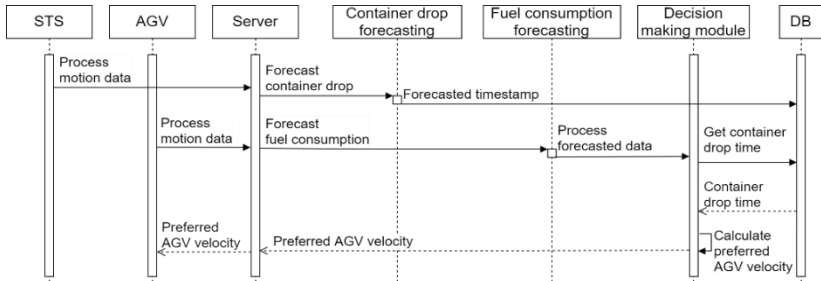 STS
AGV
Server
Container drop
forecasting
Fuel consumption
forecasting
Decision
making module
DB
Process
motion data
Forecast
container drop
Forecasted timestamp
Process
motion data
Forecast
fuel consumption
Process
forecasted data
Get container
drop time
Container
drop time
Calculate
preferred
AGV velocity
Preferred AGV velocity
Preferred
AGV velocity